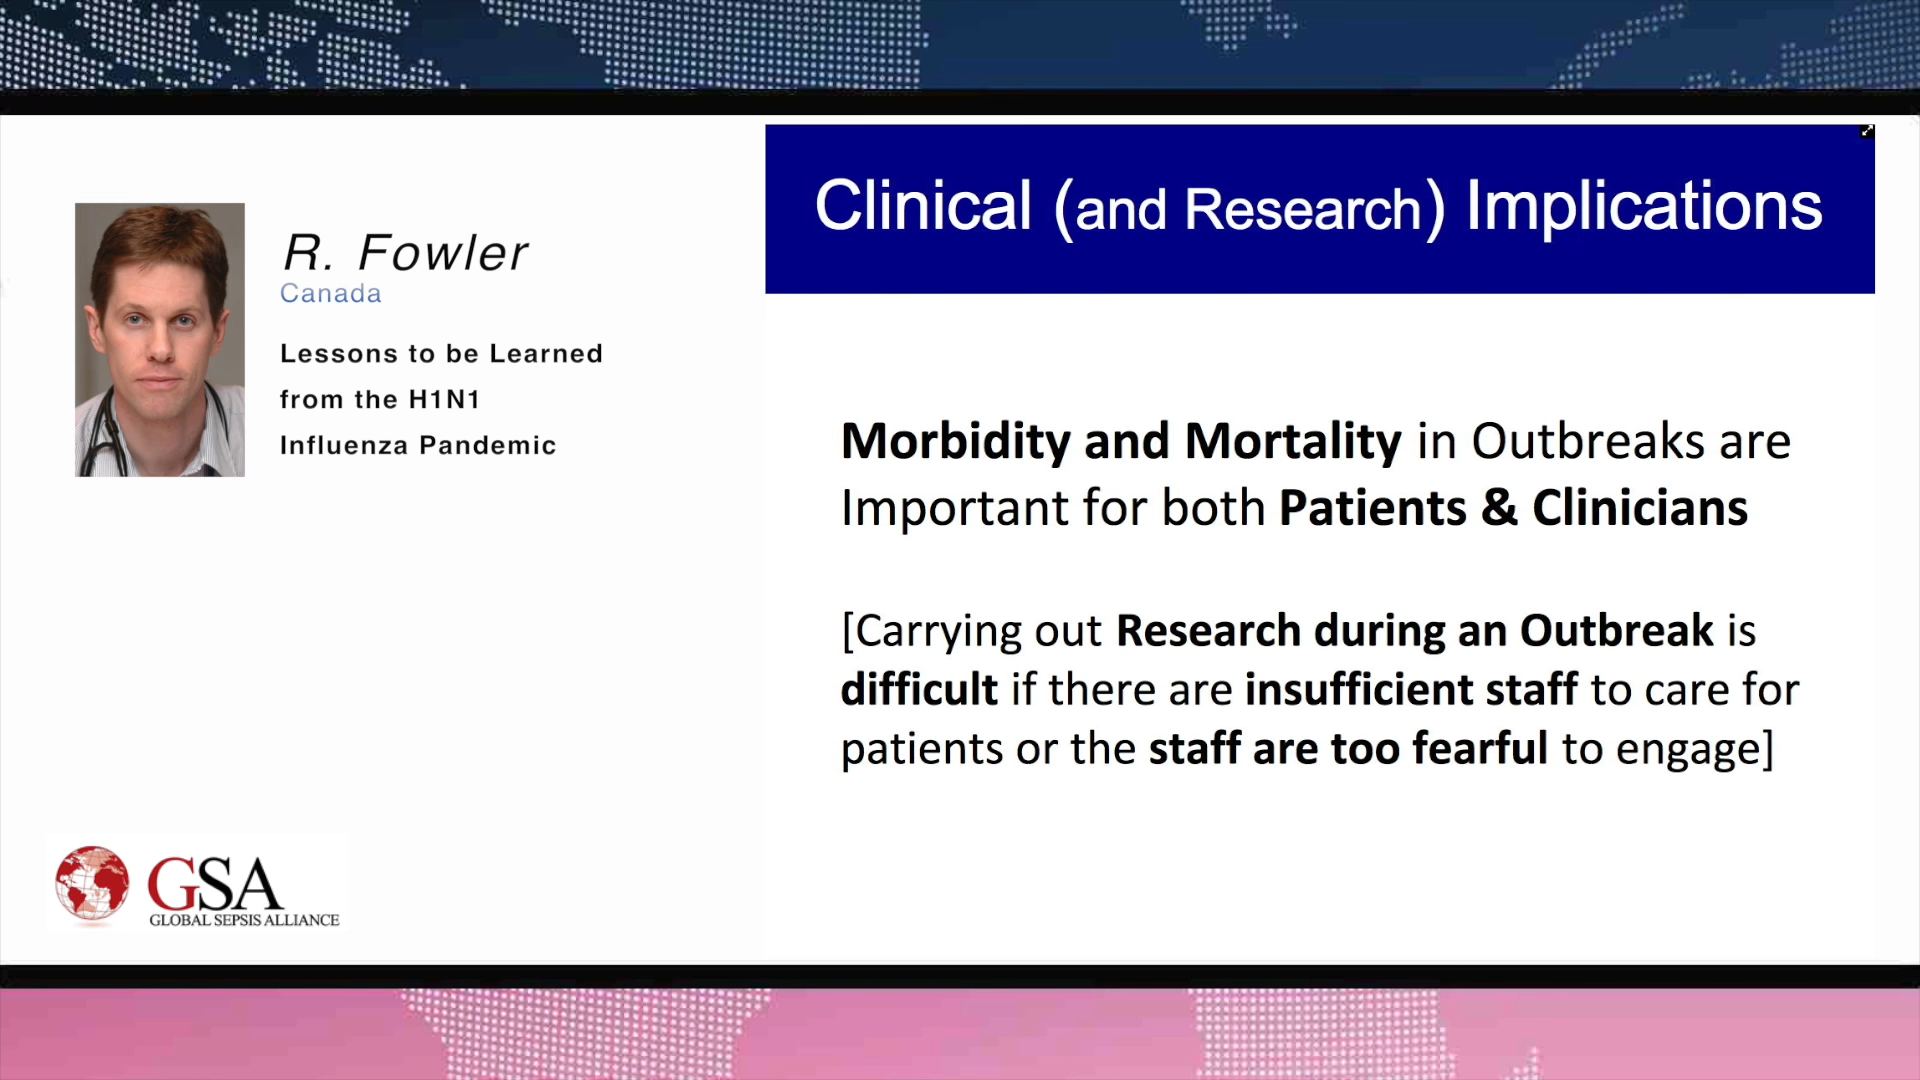 R. Fowler
Canada
Lessons to be Learned
from the H1N1
Influenza Pandemic
GSA
GLOBAL SEPSIS ALLIANCE
Clinical (and Research) Implications
Morbidity and Mortality in Outbreaks are
Important for both Patients & Clinicians
[Carrying out Research during an Outbreak is
difficult if there are insufficient staff to care for
patients or the staff are too fearful to engage]